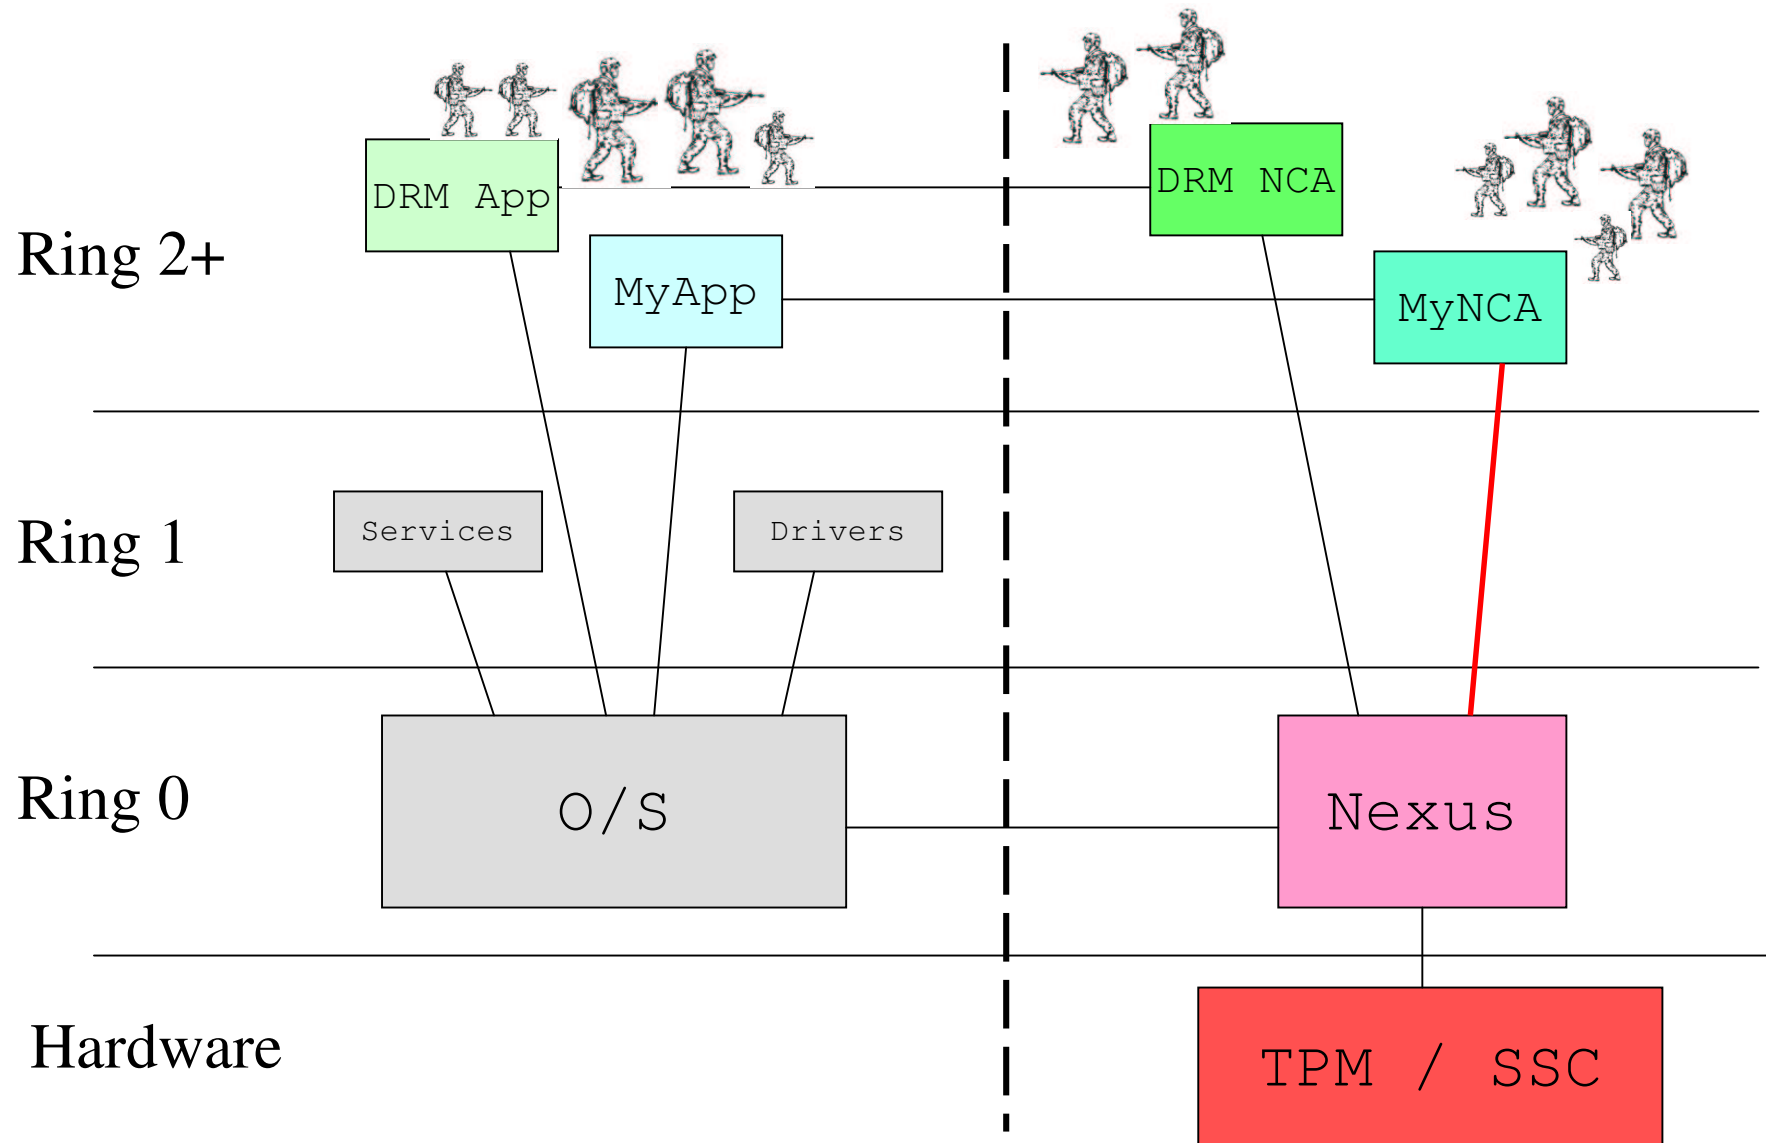 DRM App
DRM NCA
Ring 2+
MyApp
MyNCA
Ring 1
Services
Drivers
Ring 0
O/S
Nexus
Hardware
TPM / SSC